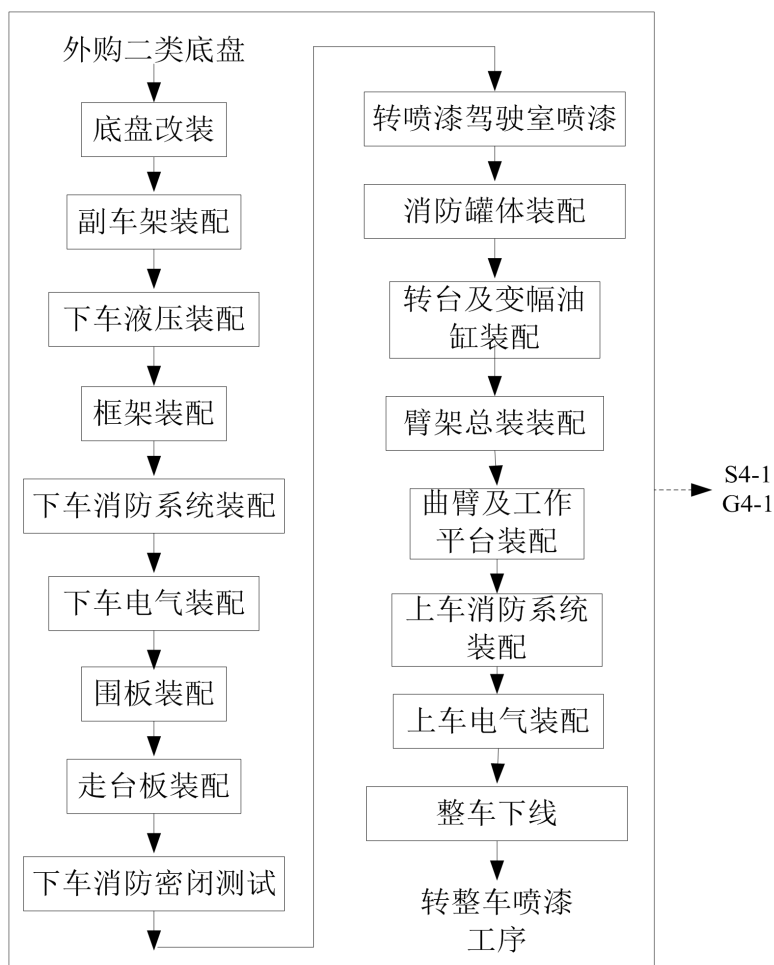 外购二类底盘
底盘改装
副车架装配
下车液压装配
框架装配
下车消防系统装配
下车电气装配
围板装配
走台板装配
下车消防密闭测试
转喷漆驾驶室喷漆
消防罐体装配
转台及变幅油
缸装配
臂架总装装配
曲臂及工作
平台装配
上车消防系统
装配
上车电气装配
整车下线
转整车喷漆
工序
S4-1
G4-1